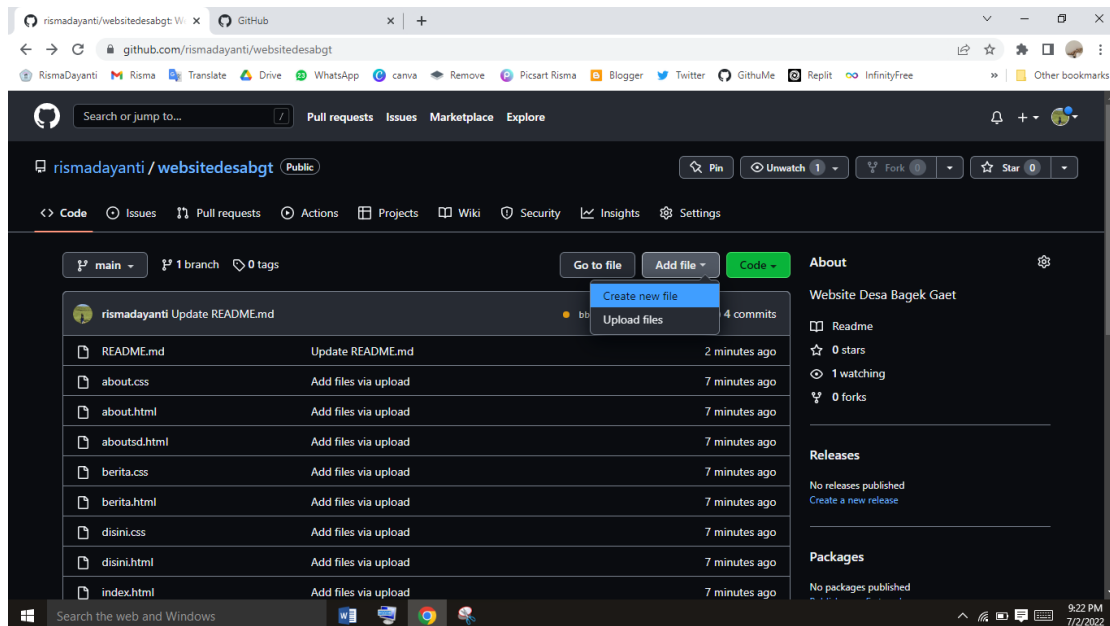 rismadayanti/websitedesabgt: W
GitHub
github.com/rismadayanti/websitedesabgt
RismaDayanti Risma Translate Drive WhatsApp canva Remove Picsart Risma Blogger Twitter GithuMe Replit InfinityFree » Other bookmarks
Search or jump to... / Pull requests Issues Marketplace Explore
rismadayanti / websitedesabgt Public
Pin Unwatch 1 Fork 0 Star 0
Code Issues Pull requests Actions Projects Wiki Security Insights Settings
main 1 branch 0 tags Go to file Add file Code
Create new file
Upload files
rismadayanti Update README.md 4 commits
README.md Update README.md 2 minutes ago
about.css Add files via upload 7 minutes ago
about.html Add files via upload 7 minutes ago
aboutsd.html Add files via upload 7 minutes ago
berita.css Add files via upload 7 minutes ago
berita.html Add files via upload 7 minutes ago
disini.css Add files via upload 7 minutes ago
disini.html Add files via upload 7 minutes ago
index.html Add files via upload 7 minutes ago
About
Website Desa Bagek Gaet
Readme
0 stars
1 watching
0 forks
Releases
No releases published
Create a new release
Packages
No packages published
Search the web and Windows
9:22 PM
7/2/2022